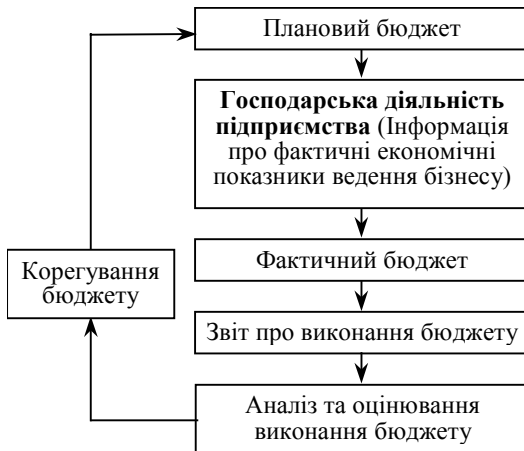 Плановий бюджет
Господарська діяльність
підприємства (Інформація
про фактичні економічні
показники ведення бізнесу)
Фактичний бюджет
Корегування
бюджету
Звіт про виконання бюджету
Аналіз та оцінювання
виконання бюджету